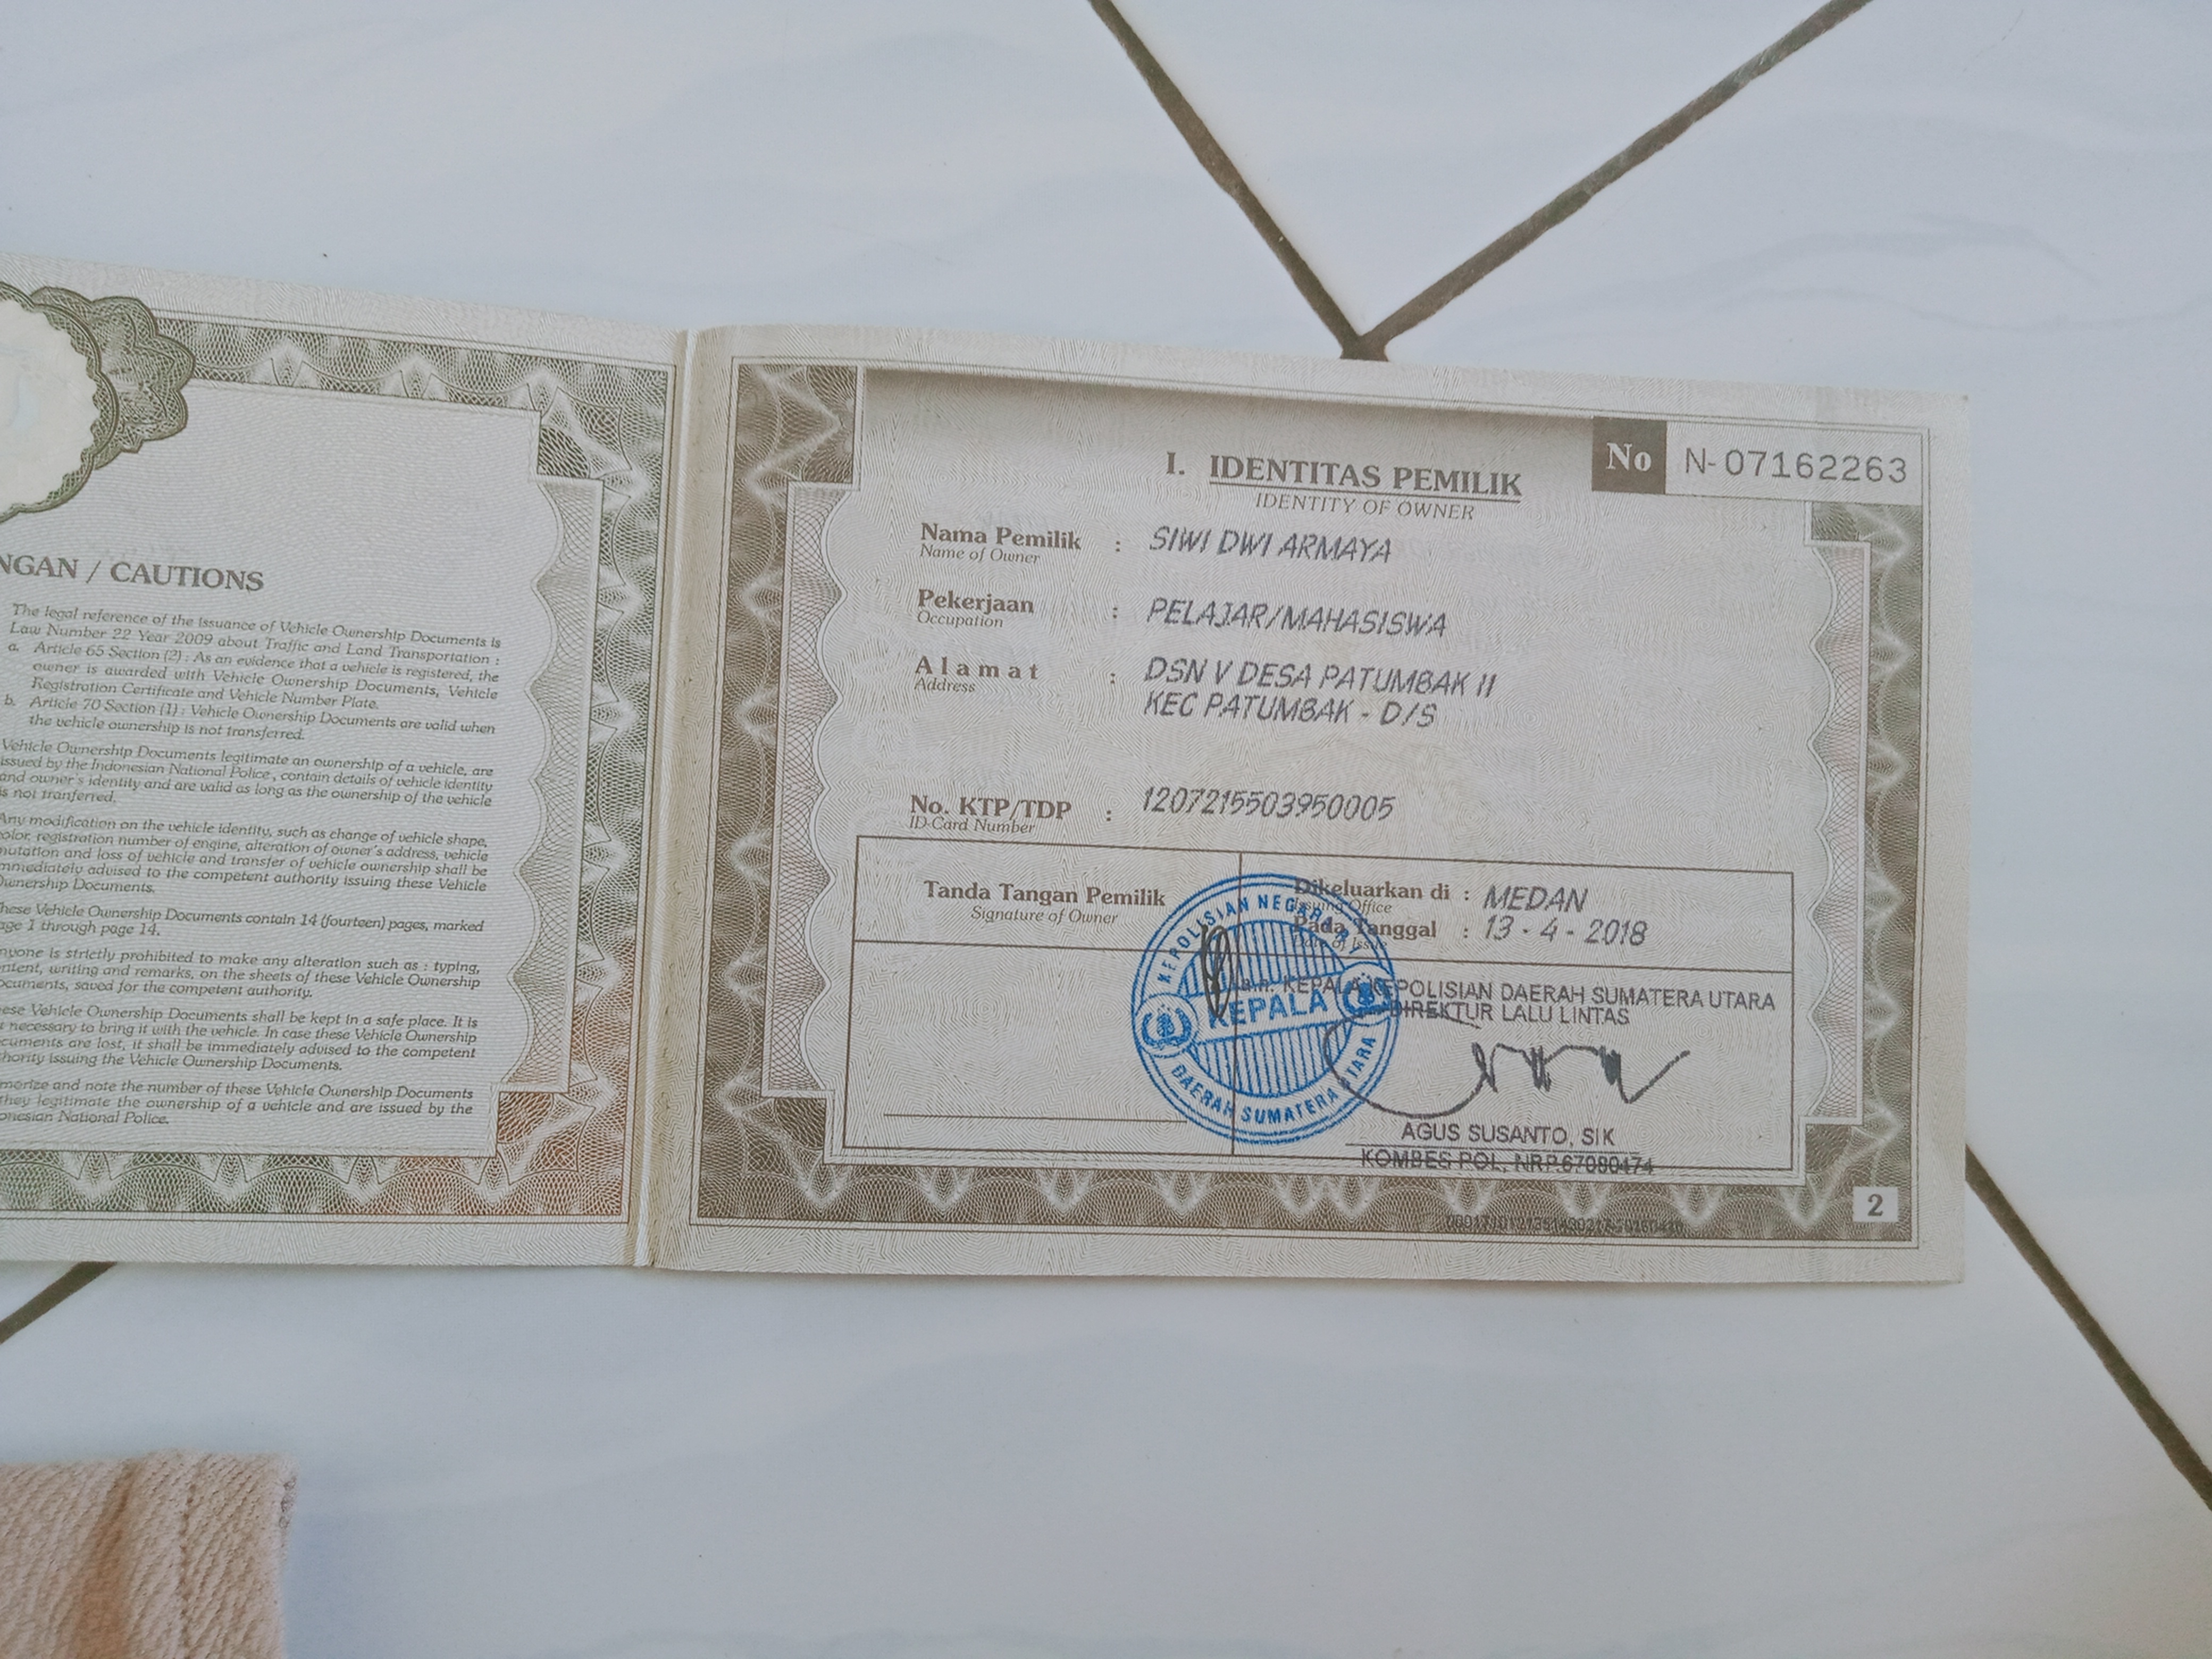 NGAN / CAUTIONS
The legal reference of the issuance of Vehicle Ownership Documents is
Law Number 22 Year 2009 about Traffic and Land Transportation :
a. Article 65 Section (2) : As an evidence that a vehicle is registered, the
owner is awarded with Vehicle Ownership Documents, Vehicle
Registration Certificate and Vehicle Number Plate.
b. Article 70 Section (1) : Vehicle Ownership Documents are valid when
the vehicle ownership is not transferred.
Vehicle Ownership Documents legitimate an ownership of a vehicle, are
issued by the Indonesian National Police, contain details of vehicle identity
and owner's identity and are valid as long as the ownership of the vehicle
is not tranferred.
Any modification on the vehicle identity, such as change of vehicle shape,
color, registration number of engine, alteration of owner's address, vehicle
mutation and loss of vehicle and transfer of vehicle ownership shall be
immediately advised to the competent authority issuing these Vehicle
Ownership Documents.
hese Vehicle Ownership Documents contain 14 (fourteen) pages, marked
age 1 through page 14.
nyone is strictly prohibited to make any alteration such as : typing,
ntent, writing and remarks, on the sheets of these Vehicle Ownership
ocuments, saved for the competent authority.
ese Vehicle Ownership Documents shall be kept in a safe place. It is
t necessary to bring it with the vehicle. In case these Vehicle Ownership
cuments are lost, it shall be immediately advised to the competent
hority issuing the Vehicle Ownership Documents.
morize and note the number of these Vehicle Ownership Documents
they legitimate the ownership of a vehicle and are issued by the
onesian National Police.
No N-07162263
I. IDENTITAS PEMILIK
IDENTITY OF OWNER
Nama Pemilik : SIWI DWI ARMAYA
Name of Owner
Pekerjaan : PELAJAR/MAHASISWA
Occupation
Alamat : DSN V DESA PATUMBAK II
Address
KEC PATUMBAK - D/S
No. KTP/TDP : 1207215503950005
ID-Card Number
Tanda Tangan Pemilik
Signature of Owner
Dikeluarkan di : MEDAN
Issuing Office
Pada Tanggal : 13 - 4 - 2018
Date of Issue
a.n. KEPALA KEPOLISIAN DAERAH SUMATERA UTARA
DIREKTUR LALU LINTAS
KEPOLISIAN NEGARA RI
KEPALA
DAERAH SUMATERA UTARA
AGUS SUSANTO, SIK
KOMBES POL, NRP.67080474
2